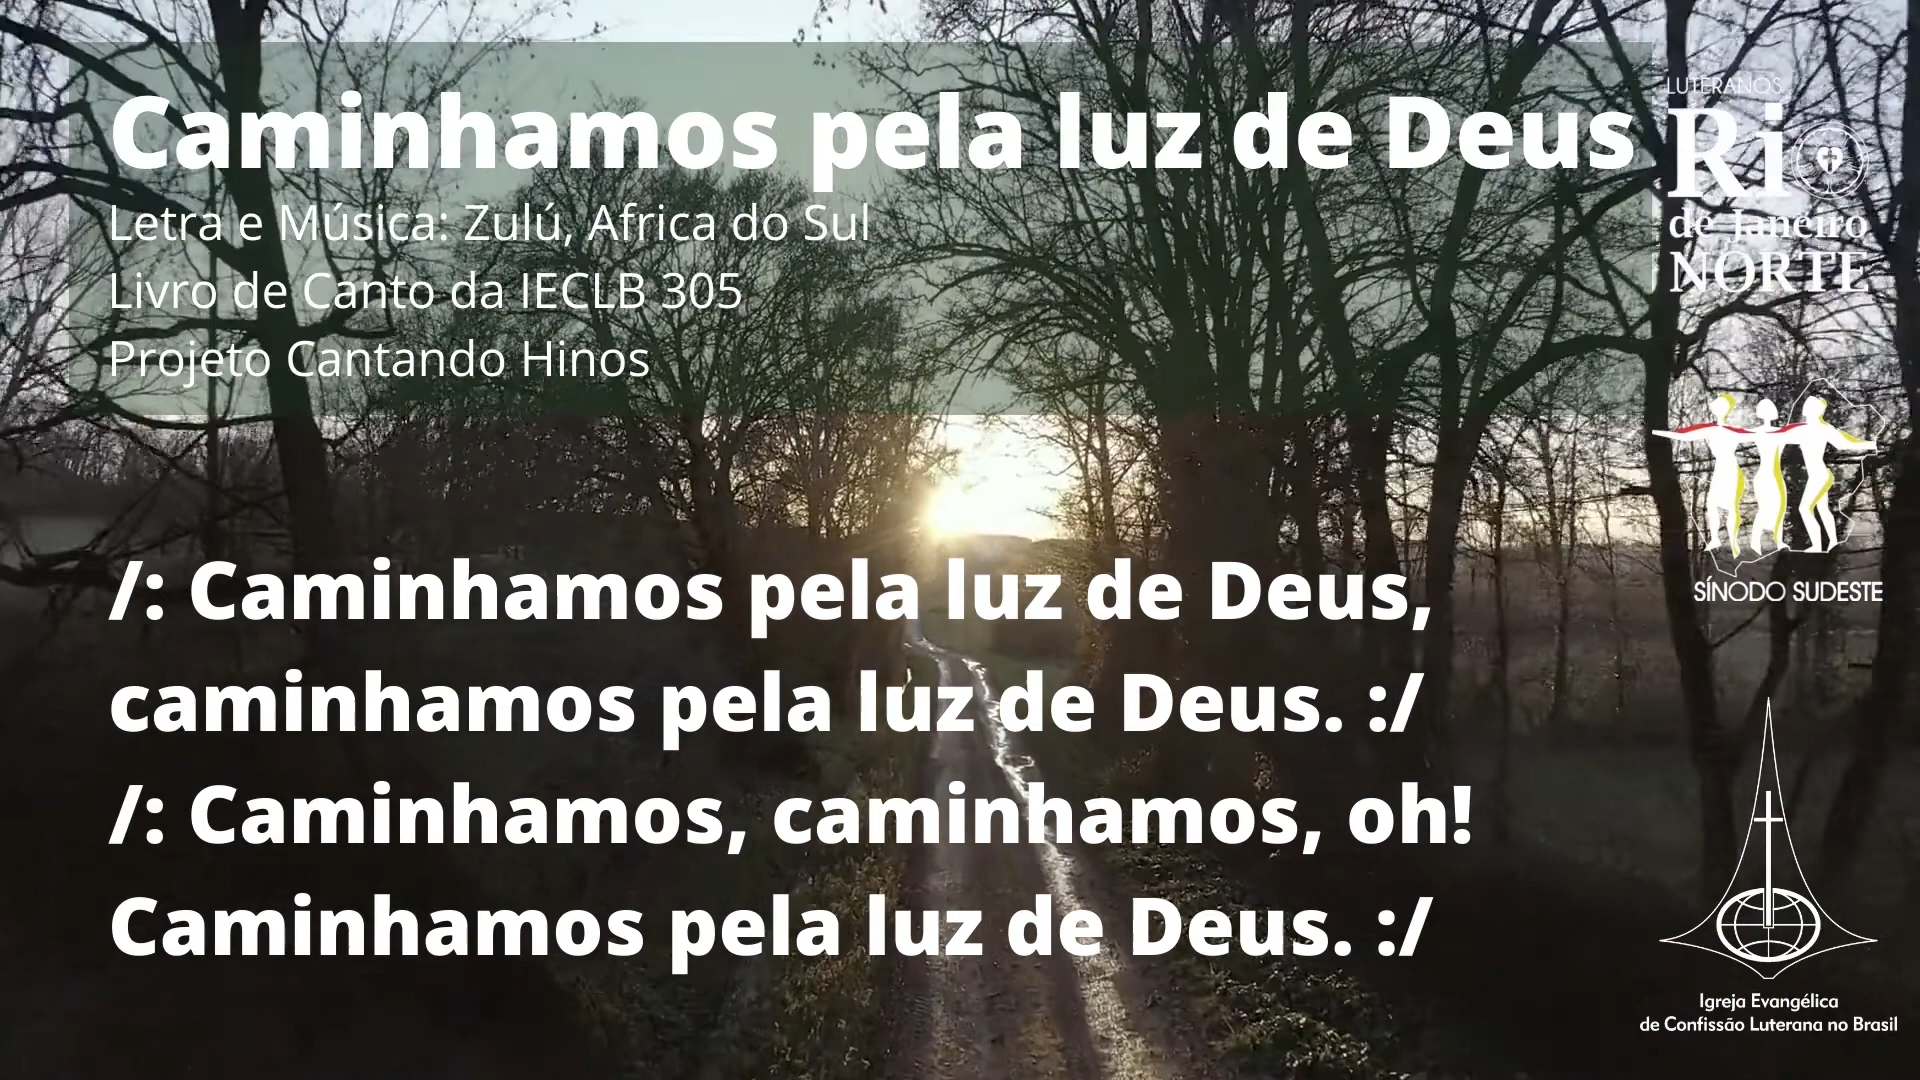 Caminhamos pela luz de Deus
Letra e Música: Zulú, Africa do Sul
Livro de Canto da IECLB 305
Projeto Cantando Hinos
/: Caminhamos pela luz de Deus,
caminhamos pela luz de Deus. :/
/: Caminhamos, caminhamos, oh!
Caminhamos pela luz de Deus. :/
LUTERANOS
Rio
de Janeiro
NORTE
SÍNODO SUDESTE
Igreja Evangélica
de Confissão Luterana no Brasil